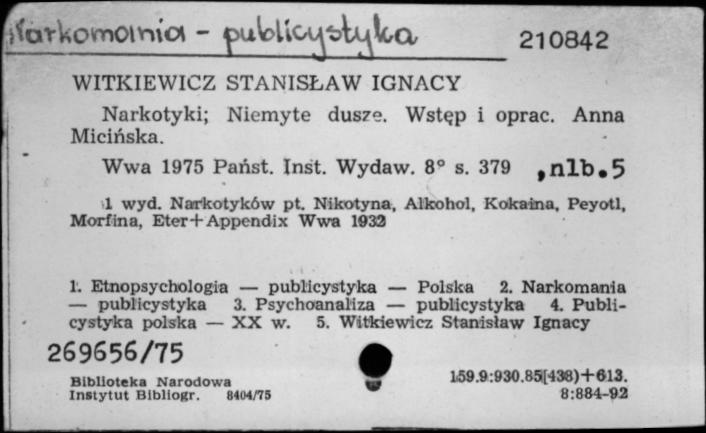 Narkomania - publicystyka
210842
WITKIEWICZ STANISŁAW IGNACY
Narkotyki; Niemyte dusze. Wstęp i oprac. Anna
Micińska.
Wwa 1975 Państ. Inst. Wydaw. 8° s. 379 , nlb. 5
1 wyd. Narkotyków pt. Nikotyna, Alkohol, Kokaina, Peyotl,
Morfina, Eter+Appendix Wwa 1932
1. Etnopsychologia — publicystyka — Polska 2. Narkomania
— publicystyka 3. Psychoanaliza — publicystyka 4. Publi-
cystyka polska — XX w. 5. Witkiewicz Stanisław Ignacy
269656/75
Biblioteka Narodowa
Instytut Bibliogr. 8404/75
159.9:930.85[438)+613.
8:884-92